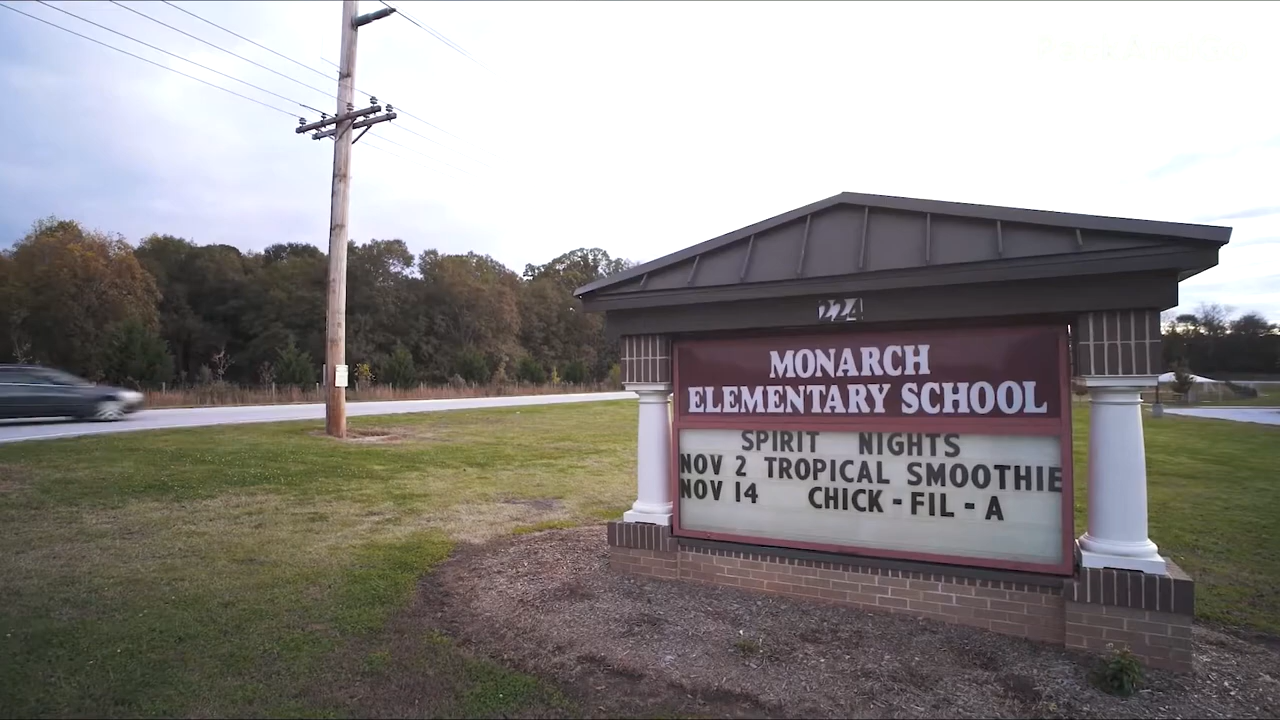 224
MONARCH
ELEMENTARY SCHOOL
SPIRIT NIGHTS
NOV 2 TROPICAL SMOOTHIE
NOV 14 CHICK-FIL-A